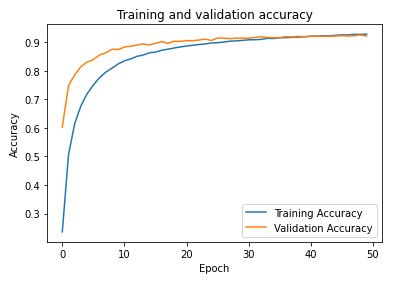 Training and validation accuracy
Accuracy
0.9
0.8
0.7
0.6
0.5
0.4
0.3
Training Accuracy
Validation Accuracy
0 10 20 30 40 50
Epoch